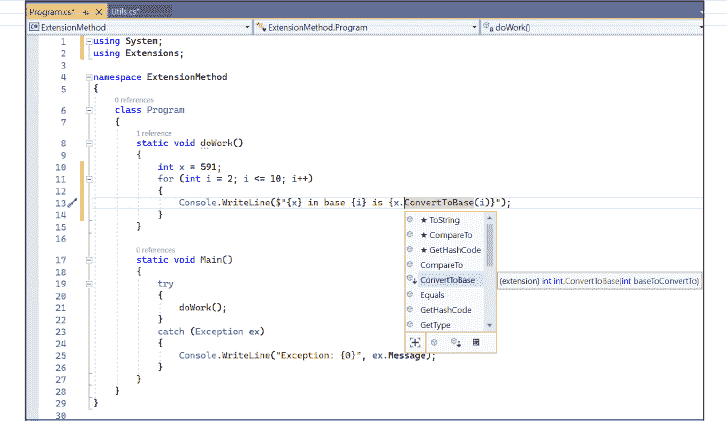 Program.cs* Utils.cs*
ExtensionMethod ExtensionMethod.Program doWork()
1 using System;
2 using Extensions;
3
4 namespace ExtensionMethod
5 {
0 references
6 class Program
7 {
1 reference
8 static void doWork()
9 {
10 int x = 591;
11 for (int i = 2; i <= 10; i++)
12 {
13 Console.WriteLine($"{x} in base {i} is {x.ConvertToBase(i)}");
14 }
15 }
16
0 references
17 static void Main()
18 {
19 try
20 {
21 doWork();
22 }
23 catch (Exception ex)
24 {
25 Console.WriteLine("Exception: {0}", ex.Message);
26 }
27 }
28 }
29 }
30
★ ToString
★ CompareTo
★ GetHashCode
CompareTo
ConvertToBase (extension) int int.ConvertToBase(int baseToConvertTo)
Equals
GetHashCode
GetType